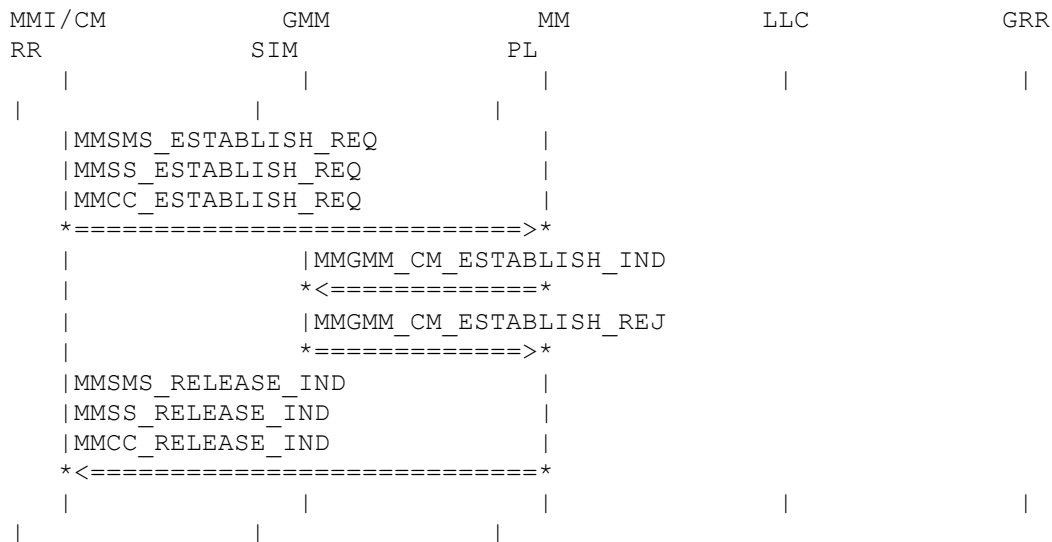 MMI/CM            GMM             MM            LLC            GRR
RR             SIM             PL
   |              |              |              |              |
|              |              |
   |MMSMS_ESTABLISH_REQ          |
   |MMSS_ESTABLISH_REQ           |
   |MMCC_ESTABLISH_REQ           |
   *============================>*
   |              |MMGMM_CM_ESTABLISH_IND
   |              *<=============*
   |              |MMGMM_CM_ESTABLISH_REJ
   |              *=============>*
   |MMSMS_RELEASE_IND            |
   |MMSS_RELEASE_IND             |
   |MMCC_RELEASE_IND             |
   *<============================*
   |              |              |              |              |
|              |              |